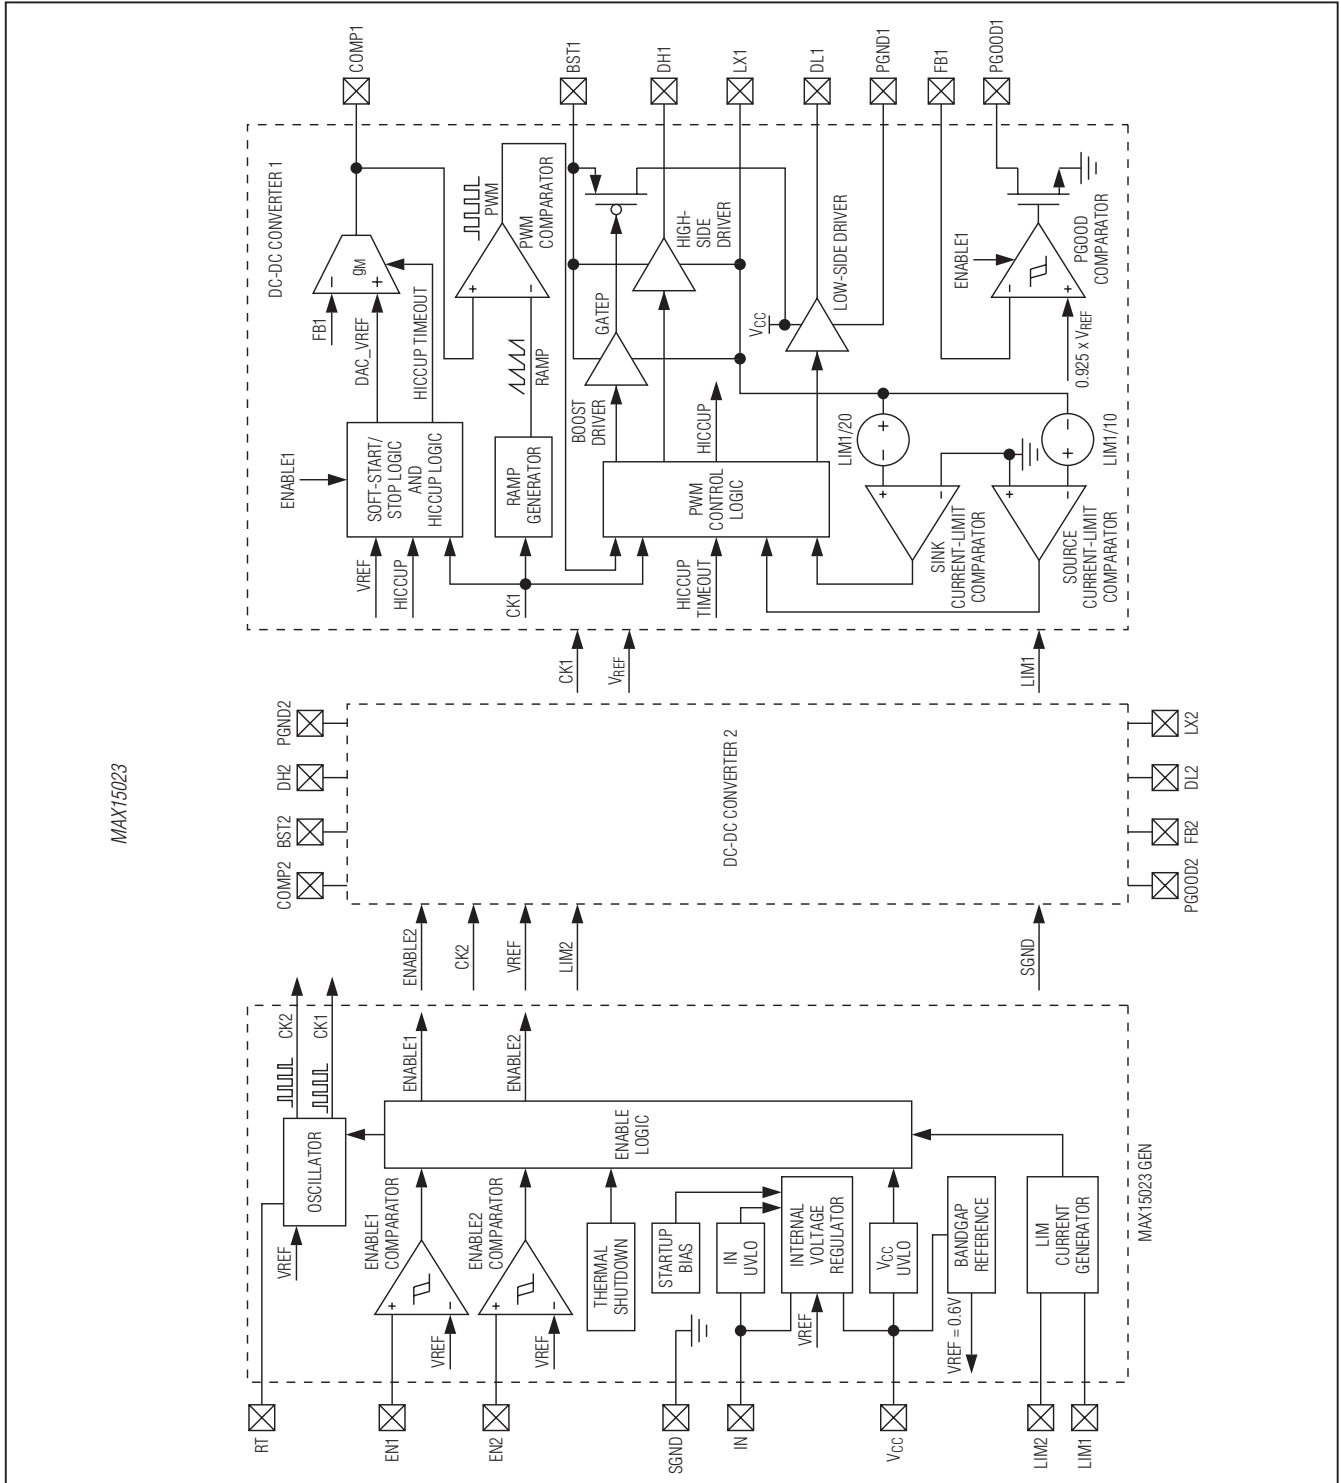 MAX15023
RT
EN1
EN2
SGND
IN
VCC
LIM2
LIM1
VREF
OSCILLATOR
CK2
CK1
ENABLE1
COMPARATOR
+
−
VREF
ENABLE2
COMPARATOR
+
−
VREF
THERMAL
SHUTDOWN
STARTUP
BIAS
IN
UVLO
INTERNAL
VOLTAGE
REGULATOR
VREF
VCC
UVLO
BANDGAP
REFERENCE
VREF = 0.6V
LIM
CURRENT
GENERATOR
ENABLE
LOGIC
ENABLE1
ENABLE2
MAX15023 GEN
ENABLE2
CK2
VREF
LIM2
SGND
COMP2
BST2
DH2
PGND2
DC-DC CONVERTER 2
PGOOD2
FB2
DL2
LX2
CK1
VREF
LIM1
DC-DC CONVERTER 1
ENABLE1
VREF
HICCUP
SOFT-START/
STOP LOGIC
AND
HICCUP LOGIC
FB1
DAC_VREF
HICCUP TIMEOUT
−
gM
+
CK1
RAMP
GENERATOR
RAMP
+
−
PWM
PWM
COMPARATOR
HICCUP
TIMEOUT
PWM
CONTROL
LOGIC
BOOST
DRIVER
GATEP
HICCUP
HIGH-
SIDE
DRIVER
VCC
LOW-SIDE DRIVER
LIM1/20
+
−
+
−
SINK
CURRENT-LIMIT
COMPARATOR
LIM1/10
−
+
+
−
SOURCE
CURRENT-LIMIT
COMPARATOR
ENABLE1
−
+
0.925 x VREF
PGOOD
COMPARATOR
COMP1
BST1
DH1
LX1
DL1
PGND1
FB1
PGOOD1